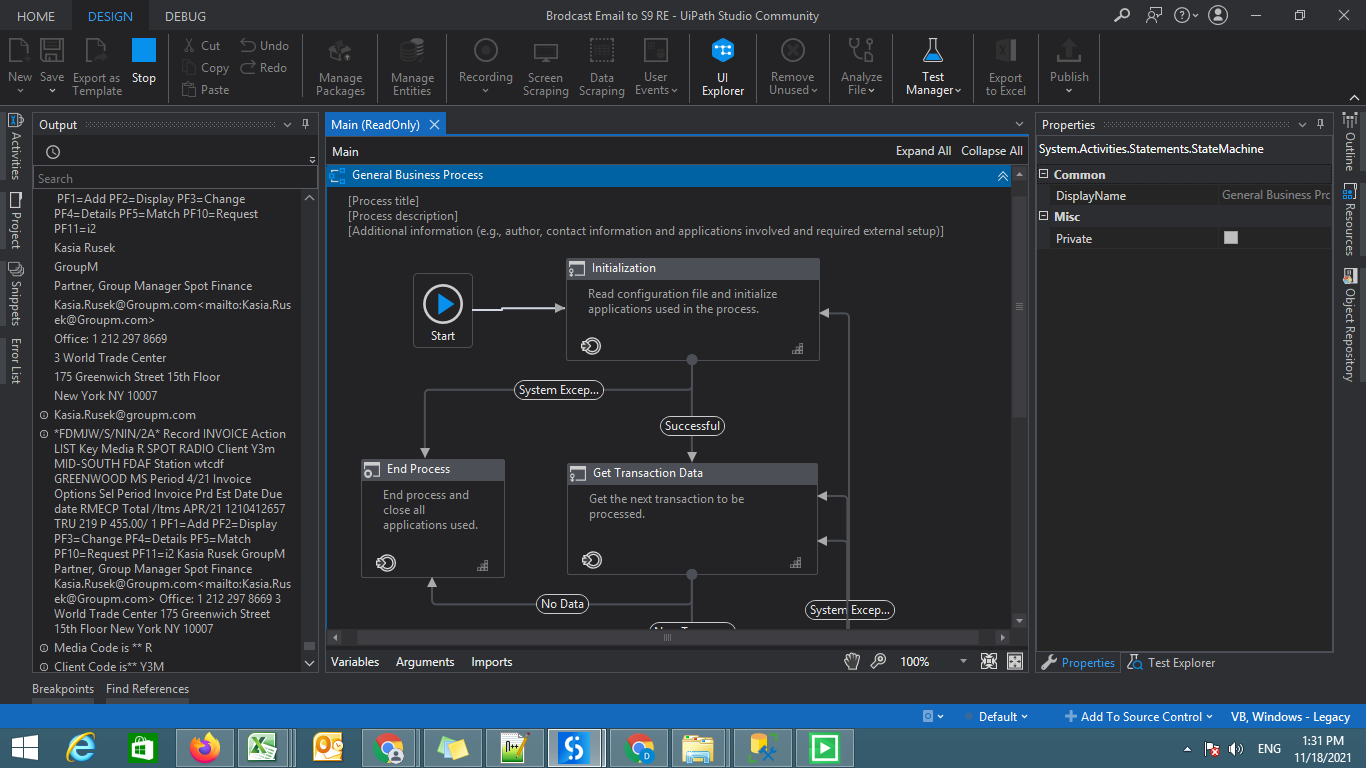 HOME
DESIGN
DEBUG
Brodcast Email to S9 RE - UiPath Studio Community
New
Save
Export as
Template
Stop
Cut
Copy
Paste
Undo
Redo
Manage
Packages
Manage
Entities
Recording
Screen
Scraping
Data
Scraping
User
Events
UI
Explorer
Remove
Unused
Analyze
File
Test
Manager
Export
to Excel
Publish
Activities
Project
Snippets
Error List
Output
Search
PF1=Add PF2=Display PF3=Change
PF4=Details PF5=Match PF10=Request
PF11=i2
Kasia Rusek
GroupM
Partner, Group Manager Spot Finance
Kasia.Rusek@Groupm.com<mailto:Kasia.Rus
ek@Groupm.com>
Office: 1 212 297 8669
3 World Trade Center
175 Greenwich Street 15th Floor
New York NY 10007
Kasia.Rusek@groupm.com
*FDMJW/S/NIN/2A* Record INVOICE Action
LIST Key Media R SPOT RADIO Client Y3m
MID-SOUTH FDAF Station wtcdf
GREENWOOD MS Period 4/21 Invoice
Options Sel Period Invoice Prd Est Date Due
date RMECP Total /Itms APR/21 1210412657
TRU 219 P 455.00/ 1 PF1=Add PF2=Display
PF3=Change PF4=Details PF5=Match
PF10=Request PF11=i2 Kasia Rusek GroupM
Partner, Group Manager Spot Finance
Kasia.Rusek@Groupm.com<mailto:Kasia.Rus
ek@Groupm.com> Office: 1 212 297 8669 3
World Trade Center 175 Greenwich Street
15th Floor New York NY 10007
Media Code is ** R
Client Code is** Y3M
Breakpoints
Find References
Main (ReadOnly)
Main
Expand All
Collapse All
General Business Process
[Process title]
[Process description]
[Additional information (e.g., author, contact information and applications involved and required external setup)]
Start
Initialization
Read configuration file and initialize
applications used in the process.
System Excep...
Successful
End Process
End process and
close all
applications used.
Get Transaction Data
Get the next transaction to be
processed.
No Data
System Excep...
Variables
Arguments
Imports
100%
Properties
System.Activities.Statements.StateMachine
Common
DisplayName
General Business Prc
Misc
Private
Properties
Test Explorer
Outline
Resources
Object Repository
Default
Add To Source Control
VB, Windows - Legacy
ENG
1:31 PM
11/18/2021